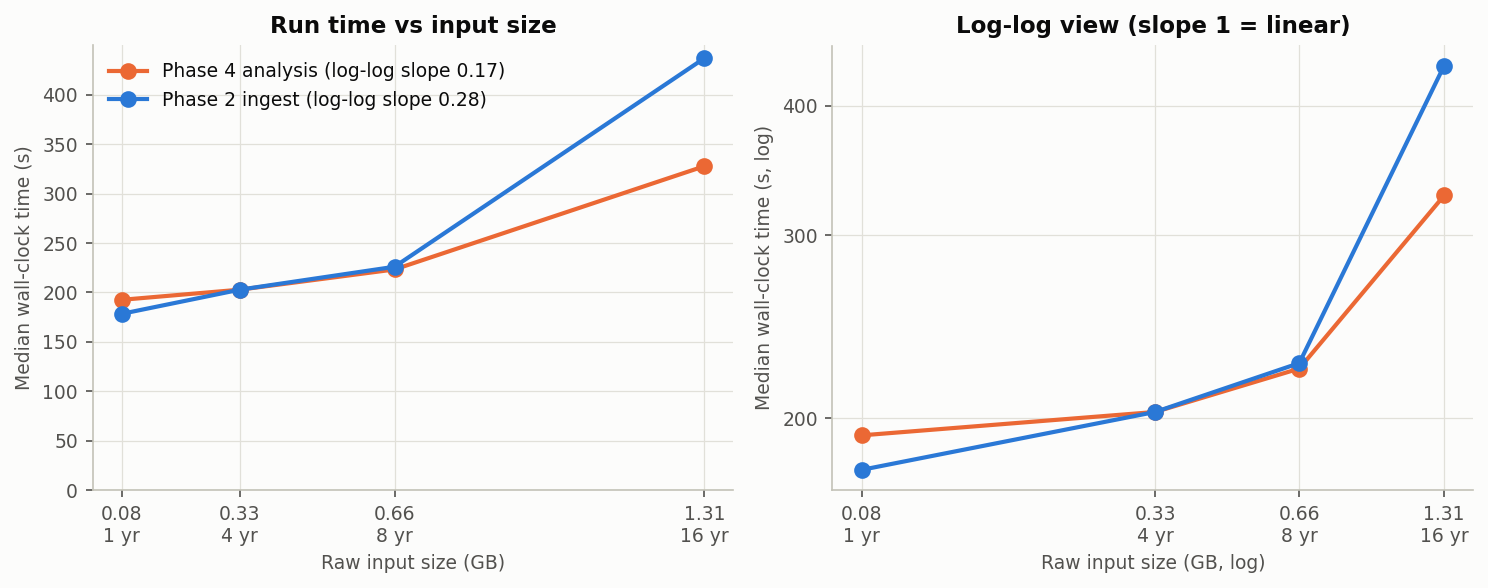 Run time vs input size
Phase 4 analysis (log-log slope 0.17)
Phase 2 ingest (log-log slope 0.28)
Median wall-clock time (s)
400
350
300
250
200
150
100
50
0
0.08
1 yr
0.33
4 yr
0.66
8 yr
1.31
16 yr
Raw input size (GB)
Log-log view (slope 1 = linear)
Median wall-clock time (s, log)
400
300
200
0.08
1 yr
0.33
4 yr
0.66
8 yr
1.31
16 yr
Raw input size (GB, log)